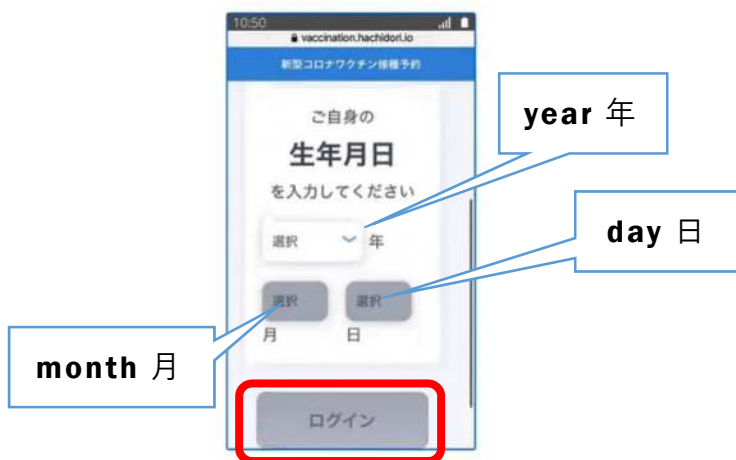 10:50
vaccination.hachidori.io
新型コロナワクチン接種予約
ご自身の
生年月日
を入力してください
選択 年
選択 選択
月 日
ログイン
year 年
day 日
month 月